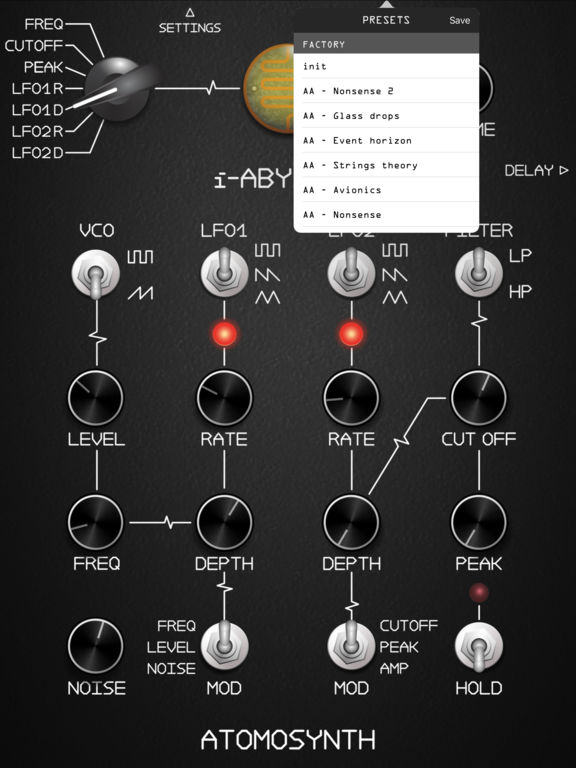 FREQ
CUTOFF
PEAK
LFO1R
LFO1D
LFO2R
LFO2D
SETTINGS
PRESETS
Save
FACTORY
init
AA - Nonsense 2
AA - Glass drops
AA - Event horizon
AA - Strings theory
AA - Avionics
AA - Nonsense
DELAY
i-ABY
VCO
LFO1
LFO2
FILTER
LP
HP
LEVEL
RATE
RATE
CUT OFF
FREQ
DEPTH
DEPTH
PEAK
FREQ
LEVEL
NOISE
CUTOFF
PEAK
AMP
NOISE
MOD
MOD
HOLD
ATOMOSYNTH